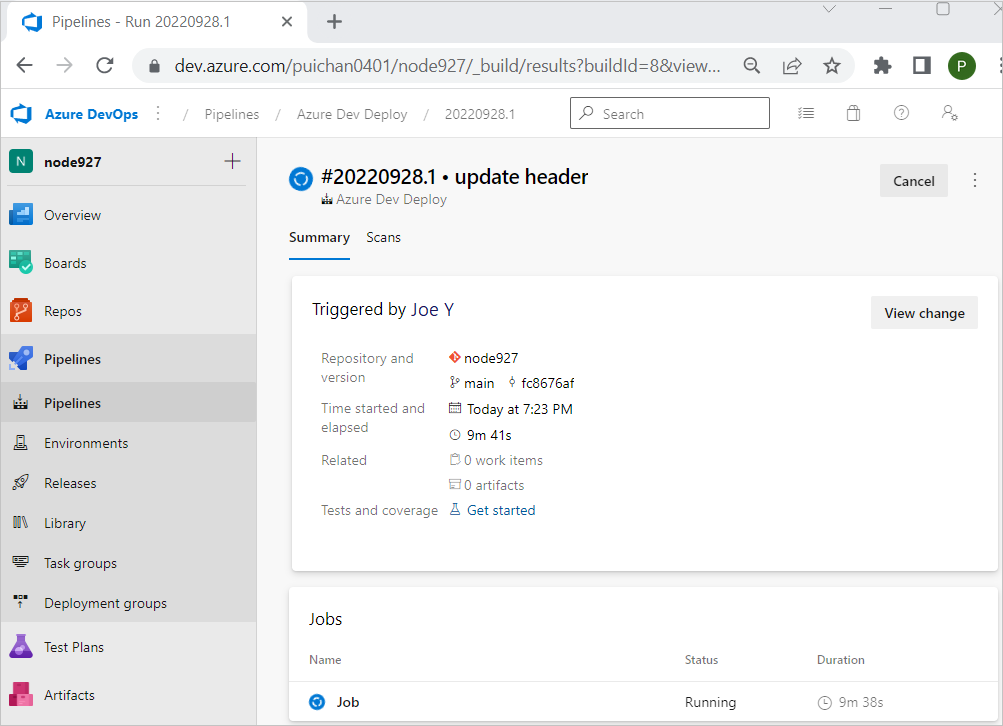 Pipelines - Run 20220928.1
dev.azure.com/puichan0401/node927/_build/results?buildId=8&view...
P
Azure DevOps / Pipelines / Azure Dev Deploy / 20220928.1
Search
N node927
Overview
Boards
Repos
Pipelines
Pipelines
Environments
Releases
Library
Task groups
Deployment groups
Test Plans
Artifacts
#20220928.1 • update header
Azure Dev Deploy
Cancel
Summary Scans
Triggered by Joe Y
View change
Repository and version
node927
main fc8676af
Time started and elapsed
Today at 7:23 PM
9m 41s
Related
0 work items
0 artifacts
Tests and coverage
Get started
Jobs
Name Status Duration
Job Running 9m 38s